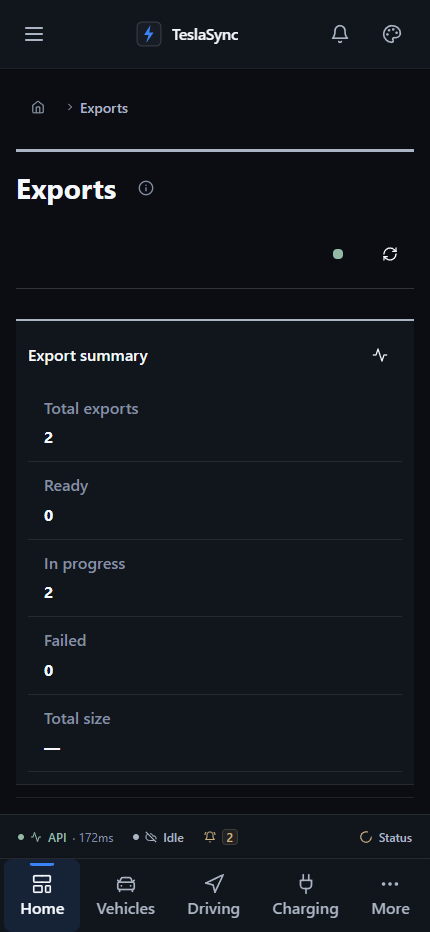 TeslaSync
Exports
Exports
Export summary
Total exports
2
Ready
0
In progress
2
Failed
0
Total size
—
API · 172ms Idle 2 Status
Home Vehicles Driving Charging More